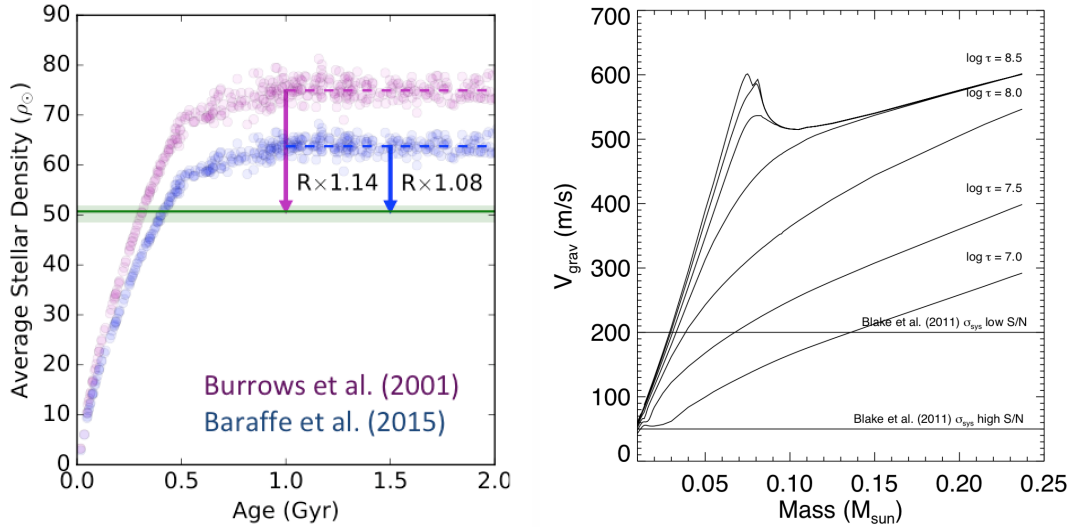 Average Stellar Density (ρ⊙)
90
80
70
60
50
40
30
20
10
0
R×1.14
R×1.08
Burrows et al. (2001)
Baraffe et al. (2015)
0.0 0.5 1.0 1.5 2.0
Age (Gyr)
V_grav (m/s)
700
600
500
400
300
200
100
0
log τ = 8.5
log τ = 8.0
log τ = 7.5
log τ = 7.0
Blake et al. (2011) σ_sys low S/N
Blake et al. (2011) σ_sys high S/N
0.05 0.10 0.15 0.20 0.25
Mass (M_sun)